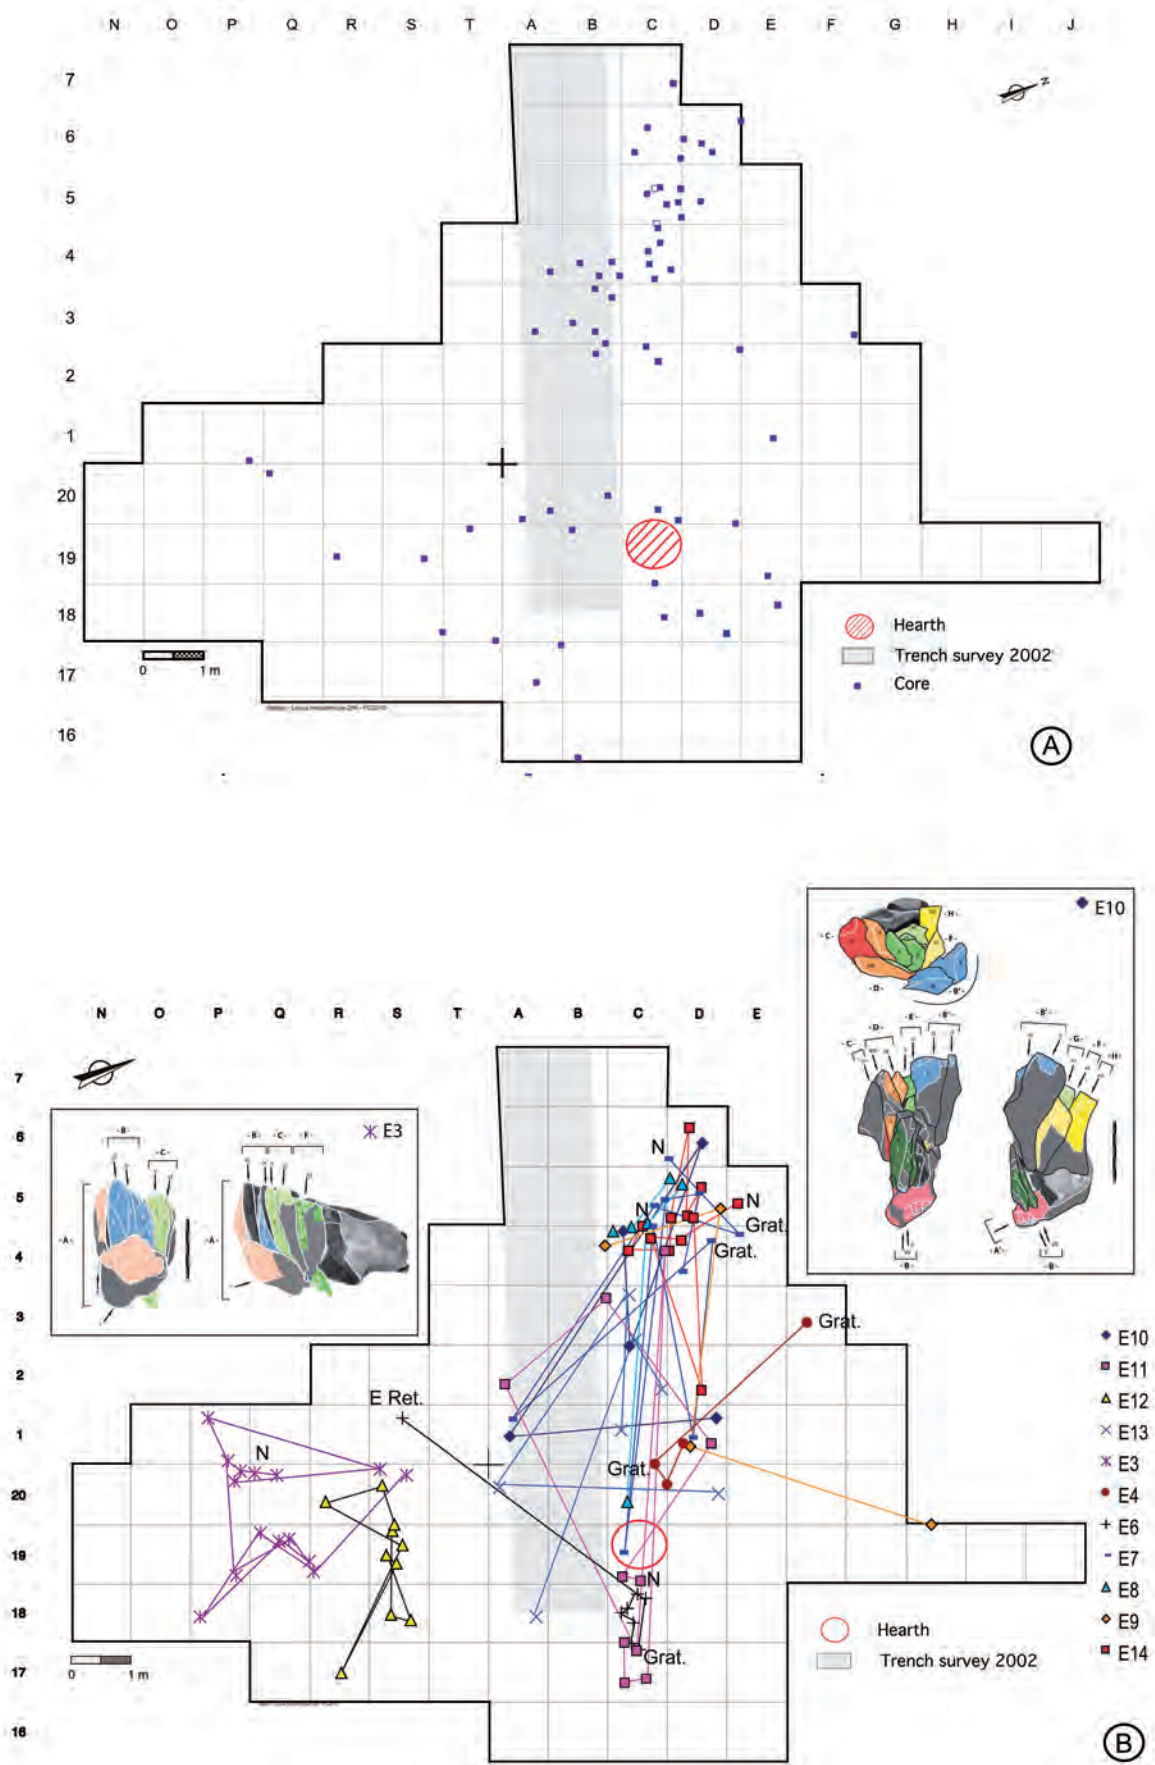 N O P Q R S T A B C D E F G H I J
7
N
6
5
4
3
2
1
20
19
18
Hearth
0 1 m
Trench survey 2002
17
Core
16
A
E10
-C-
-H-
-F-
-D-
-B'-
N O P Q R S T A B C D E
-D- -E- -B'-
-C-
-B'-
-G-
-F-
-H-
7
6
E3
-B-
-C-
-B- -C- -F-
N
5
N
N
Grat.
-A-
-A-
-A'-
4
Grat.
-B-
-B-
3
Grat.
E10
2
E11
E Ret.
E12
1
N
E13
Grat.
E3
20
E4
E6
19
E7
N
E8
18
Hearth
E9
0 1 m
Grat.
Trench survey 2002
E14
17
16
B